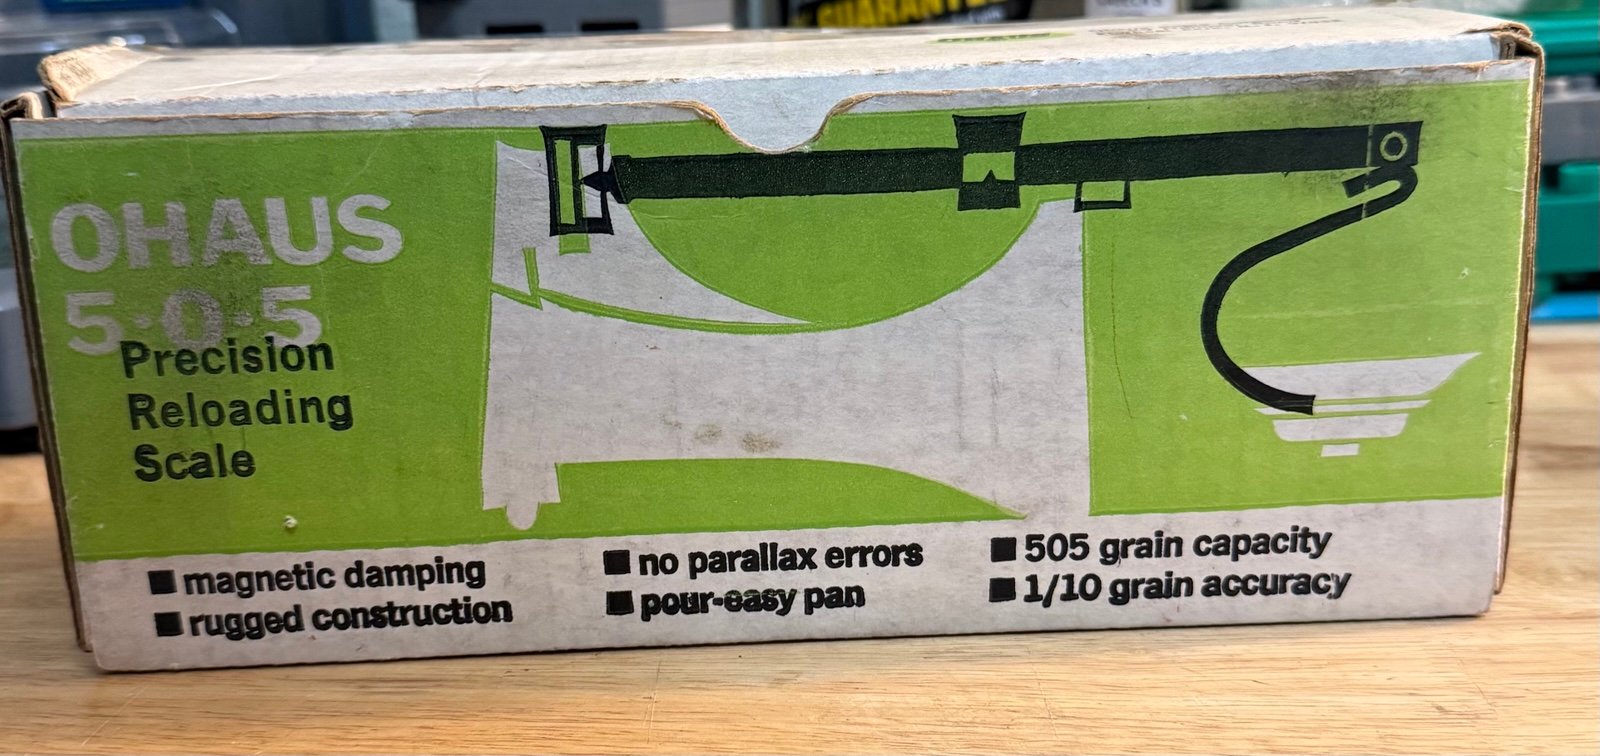 GUARANTEE
OHAUS
5·0·5
Precision
Reloading
Scale
■ magnetic damping
■ rugged construction
■ no parallax errors
■ pour-easy pan
■ 505 grain capacity
■ 1/10 grain accuracy